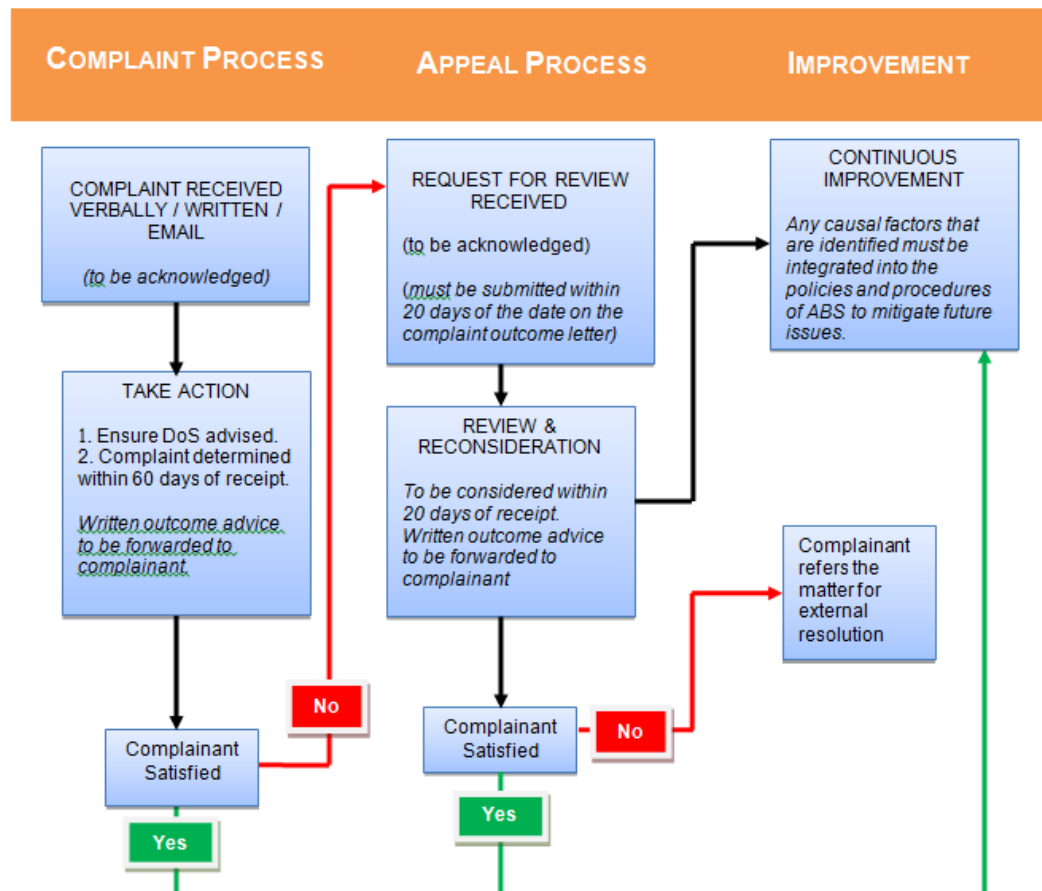 COMPLAINT PROCESS
APPEAL PROCESS
IMPROVEMENT
COMPLAINT RECEIVED
VERBALLY / WRITTEN /
EMAIL
(to be acknowledged)
TAKE ACTION
1. Ensure DoS advised.
2. Complaint determined
within 60 days of receipt.
Written outcome advice
to be forwarded to
complainant.
Complainant
Satisfied
No
Yes
REQUEST FOR REVIEW
RECEIVED
(to be acknowledged)
(must be submitted within
20 days of the date on the
complaint outcome letter)
REVIEW &
RECONSIDERATION
To be considered within
20 days of receipt.
Written outcome advice
to be forwarded to
complainant
Complainant
Satisfied
No
Yes
CONTINUOUS
IMPROVEMENT
Any causal factors that
are identified must be
integrated into the
policies and procedures
of ABS to mitigate future
issues.
Complainant
refers the
matter for
external
resolution